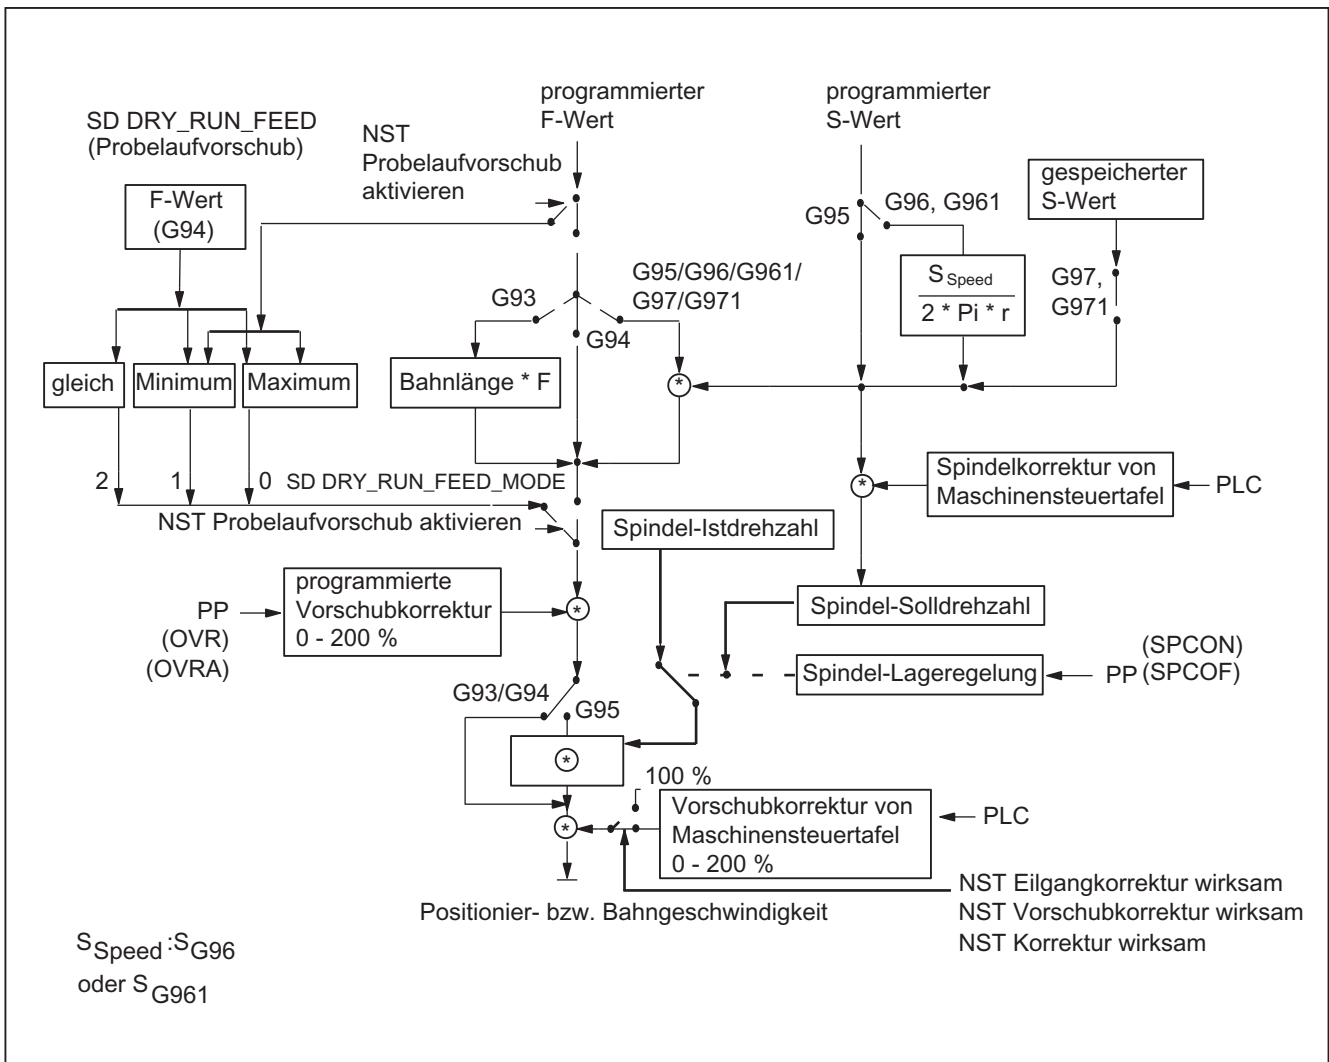 SD DRY_RUN_FEED
(Probelaufvorschub)
NST
Probelaufvorschub
aktivieren
programmierter
F-Wert
programmierter
S-Wert
F-Wert
(G94)
gespeicherter
S-Wert
G95
G96, G961
S Speed
2 * Pi * r
G97,
G971
G93
G94
G95/G96/G961/
G97/G971
gleich
Minimum
Maximum
Bahnlänge * F
*
2
1
0
SD DRY_RUN_FEED_MODE
NST Probelaufvorschub aktivieren
*
Spindelkorrektur von
Maschinensteuertafel
PLC
Spindel-Istdrehzahl
Spindel-Solldrehzahl
PP
(OVR)
(OVRA)
programmierte
Vorschubkorrektur
0 - 200 %
*
Spindel-Lageregelung
PP
(SPCON)
(SPCOF)
G93/G94
G95
*
100 %
*
Vorschubkorrektur von
Maschinensteuertafel
0 - 200 %
PLC
NST Eilgangkorrektur wirksam
NST Vorschubkorrektur wirksam
NST Korrektur wirksam
Positionier- bzw. Bahngeschwindigkeit
S Speed :S G96
oder S G961